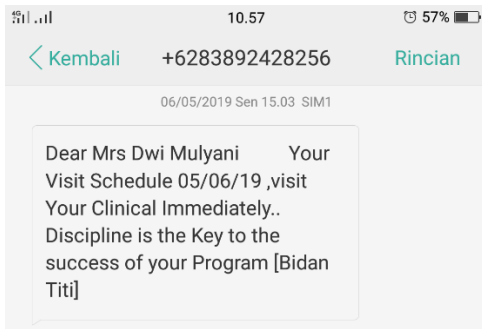 4G 10.57 57%
Kembali +6283892428256 Rincian
06/05/2019 Sen 15.03 SIM1
Dear Mrs Dwi Mulyani Your
Visit Schedule 05/06/19 ,visit
Your Clinical Immediately..
Discipline is the Key to the
success of your Program [Bidan
Titi]